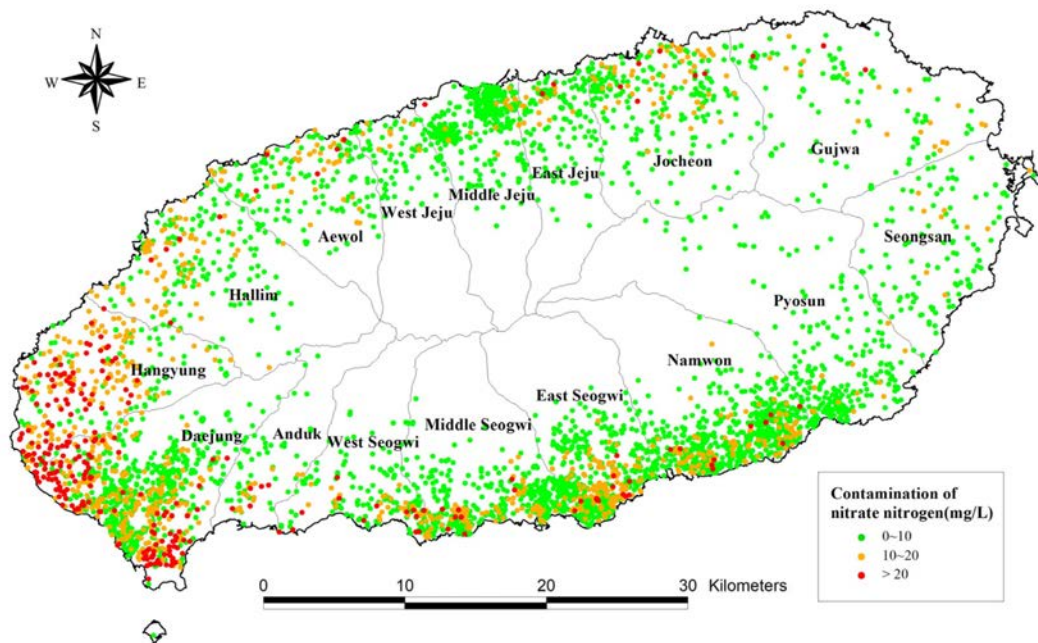 N
W E
S
Gujwa
Jocheon
East Jeju
Middle Jeju
West Jeju
Aewol
Seongsan
Hallim
Pyosun
Namwon
Hangyung
East Seogwi
Middle Seogwi
Daejung
Anduk
West Seogwi
Contamination of
nitrate nitrogen(mg/L)
0~10
10~20
> 20
0 10 20 30 Kilometers